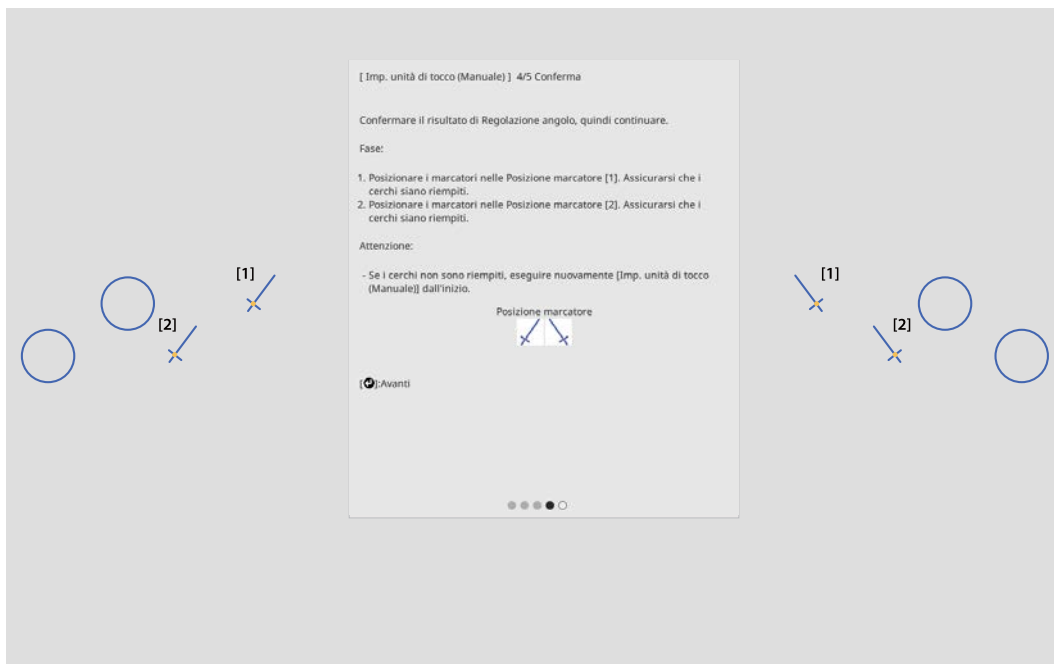 [ Imp. unità di tocco (Manuale) ] 4/5 Conferma
Confermare il risultato di Regolazione angolo, quindi continuare.
Fase:
1. Posizionare i marcatori nelle Posizione marcatore [1]. Assicurarsi che i
cerchi siano riempiti.
2. Posizionare i marcatori nelle Posizione marcatore [2]. Assicurarsi che i
cerchi siano riempiti.
Attenzione:
- Se i cerchi non sono riempiti, eseguire nuovamente [Imp. unità di tocco
(Manuale)] dall'inizio.
Posizione marcatore
[1]
[1]
[2]
[2]
[ ]:Avanti